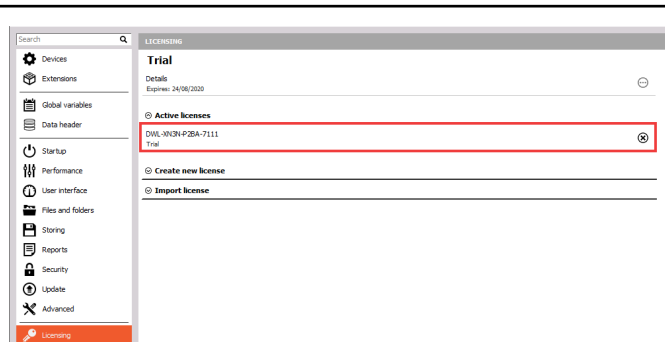 Search
Devices
Extensions
Global variables
Data header
Startup
Performance
User interface
Files and folders
Storing
Reports
Security
Update
Advanced
Licensing
LICENSING
Trial
Details
Expires: 24/08/2020
Active licenses
DWL-XN3N-P2BA-7111
Trial
Create new license
Import license